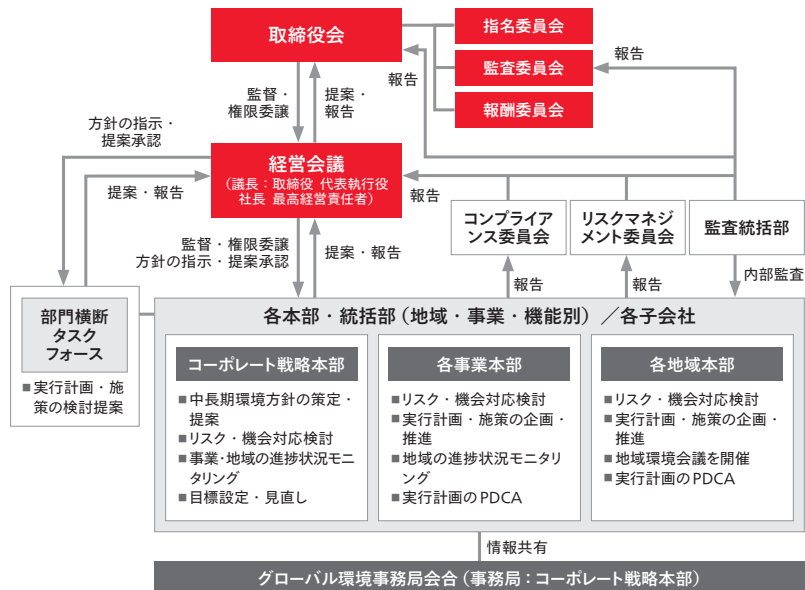 取締役会
指名委員会
監査委員会
報酬委員会
報告
報告
監督・
権限委譲
提案・
報告
方針の指示・
提案承認
経営会議
（議長：取締役 代表執行役
社長 最高経営責任者）
提案・報告
報告
コンプライア
ンス委員会
リスクマネジ
メント委員会
監査統括部
監督・権限委譲
方針の指示・提案承認
提案・報告
報告
報告
内部監査
部門横断
タスク
フォース
■実行計画・施
策の検討提案
各本部・統括部（地域・事業・機能別）／各子会社
コーポレート戦略本部
■中長期環境方針の策定・
提案
■リスク・機会対応検討
■事業・地域の進捗状況モニ
タリング
■目標設定・見直し
各事業本部
■リスク・機会対応検討
■実行計画・施策の企画・
推進
■地域の進捗状況モニタリ
ング
■実行計画のPDCA
各地域本部
■リスク・機会対応検討
■実行計画・施策の企画・
推進
■地域環境会議を開催
■実行計画のPDCA
情報共有
グローバル環境事務局会合（事務局：コーポレート戦略本部）